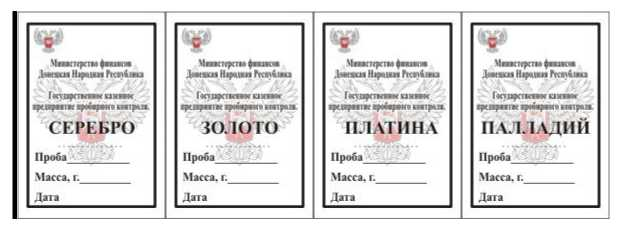 Министерство финансов
Донецкая Народная Республика
Государственное казенное
предприятие пробирного контроля.
СЕРЕБРО
Проба
Масса, г.
Дата
Министерство финансов
Донецкая Народная Республика
Государственное казенное
предприятие пробирного контроля.
ЗОЛОТО
Проба
Масса, г.
Дата
Министерство финансов
Донецкая Народная Республика
Государственное казенное
предприятие пробирного контроля.
ПЛАТИНА
Проба
Масса, г.
Дата
Министерство финансов
Донецкая Народная Республика
Государственное казенное
предприятие пробирного контроля.
ПАЛЛАДИЙ
Проба
Масса, г.
Дата